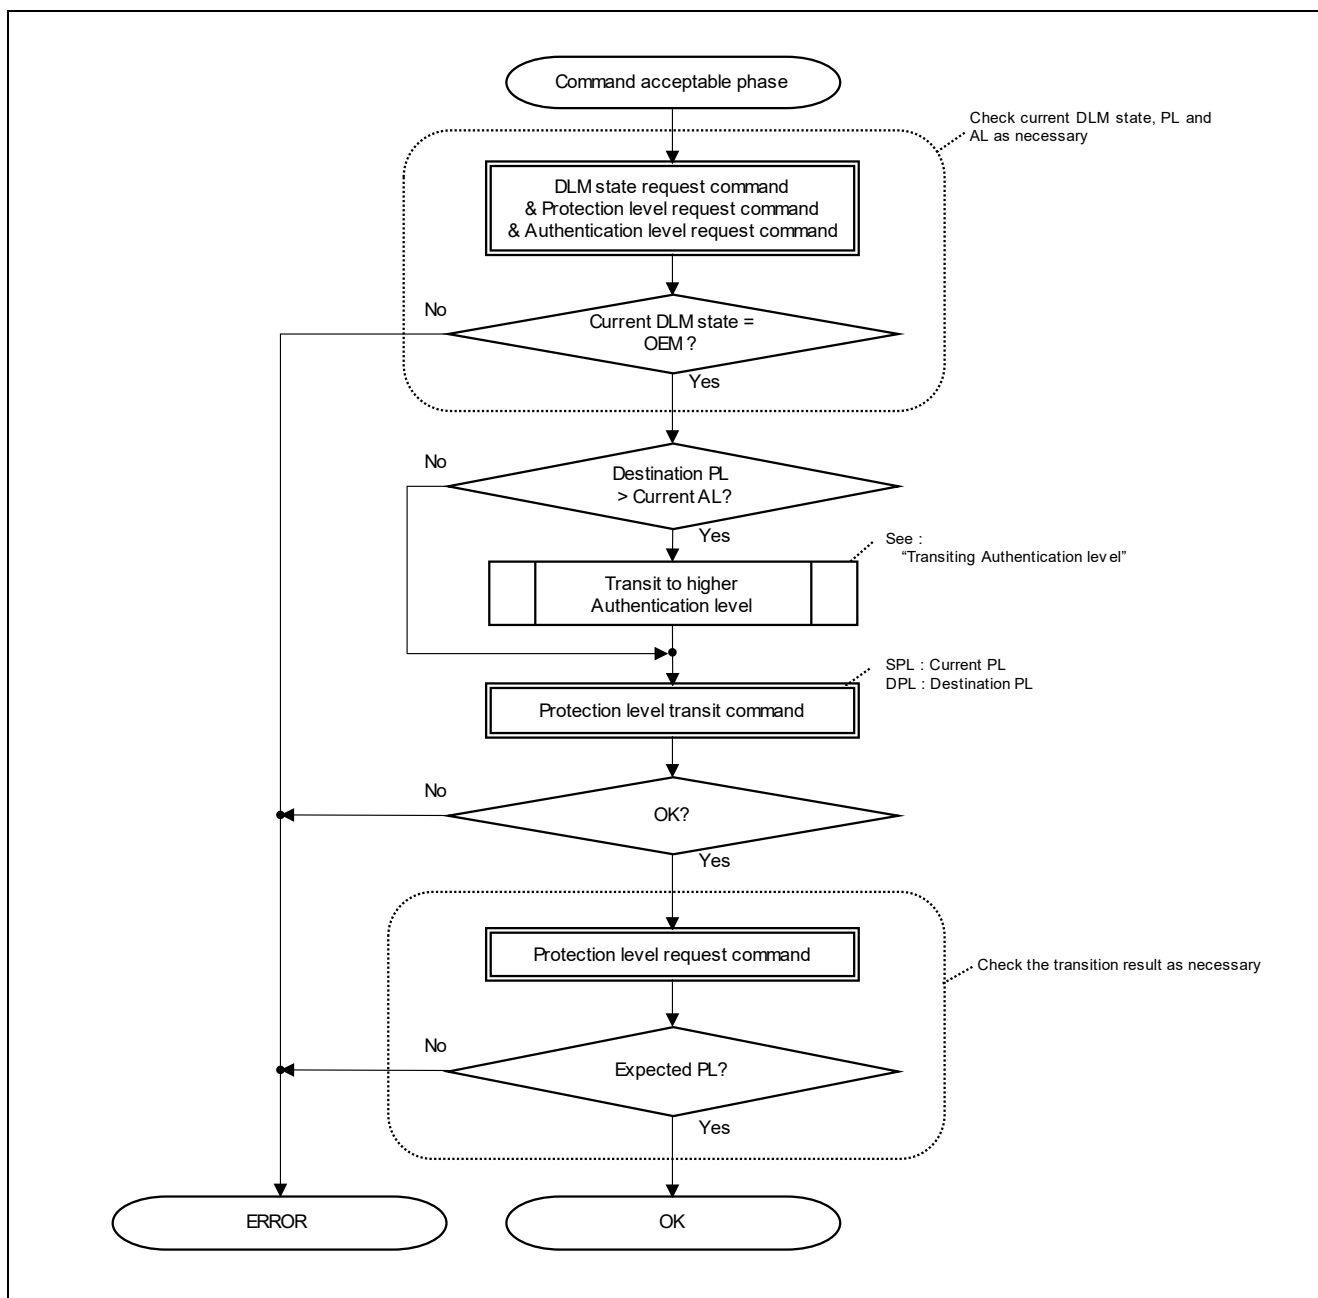 Command acceptable phase
Check current DLM state, PL and
AL as necessary
DLM state request command
& Protection level request command
& Authentication level request command
No
Current DLM state =
OEM ?
Yes
No
Destination PL
> Current AL?
Yes
See :
“Transiting Authentication level”
Transit to higher
Authentication level
SPL : Current PL
DPL : Destination PL
Protection level transit command
No
OK?
Yes
Protection level request command
Check the transition result as necessary
No
Expected PL?
Yes
ERROR
OK